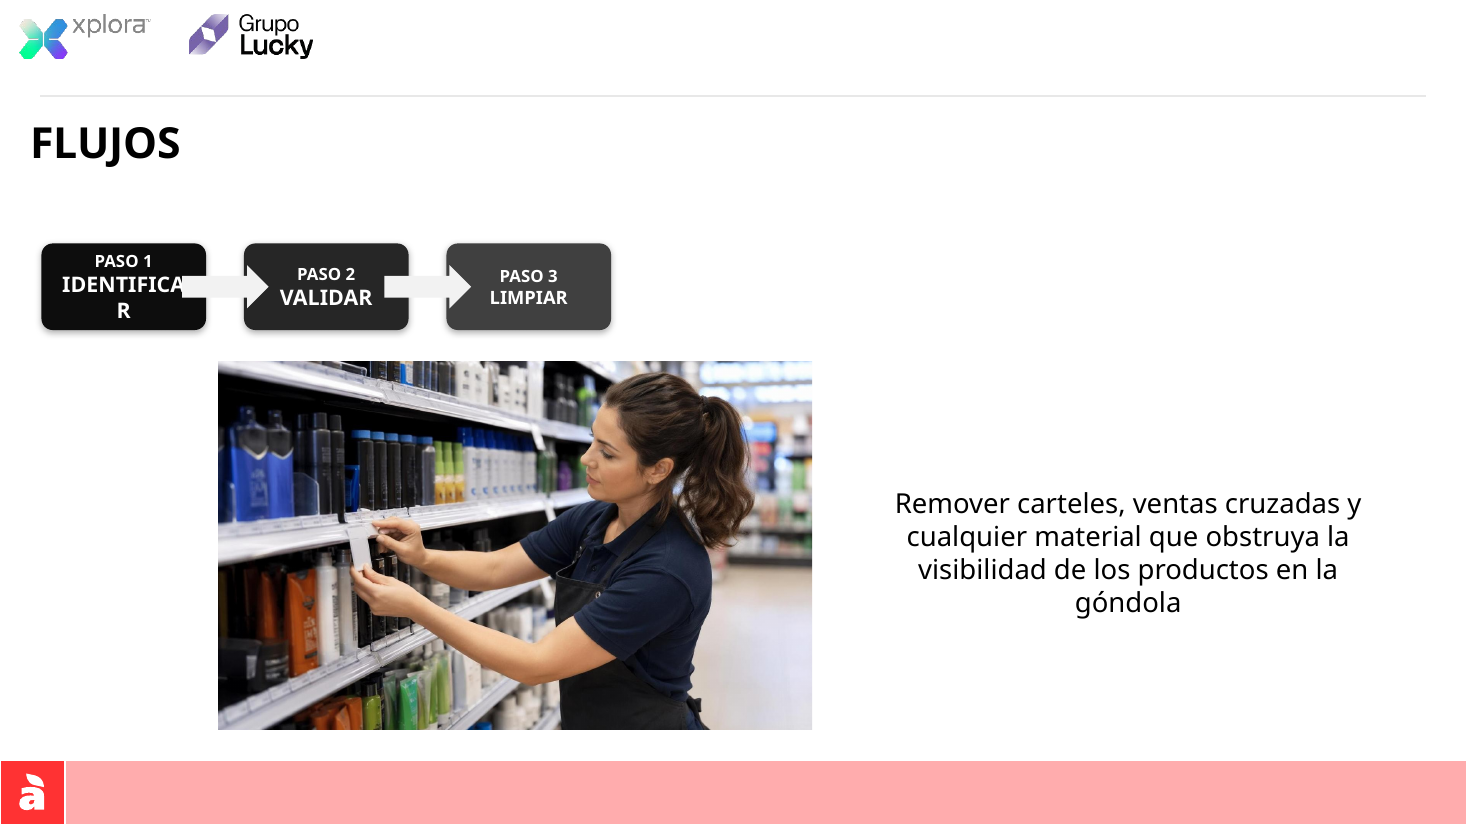 xplora
Grupo
Lucky
FLUJOS
PASO 1
IDENTIFICA
R
PASO 2
VALIDAR
PASO 3
LIMPIAR
Remover carteles, ventas cruzadas y
cualquier material que obstruya la
visibilidad de los productos en la
góndola
à